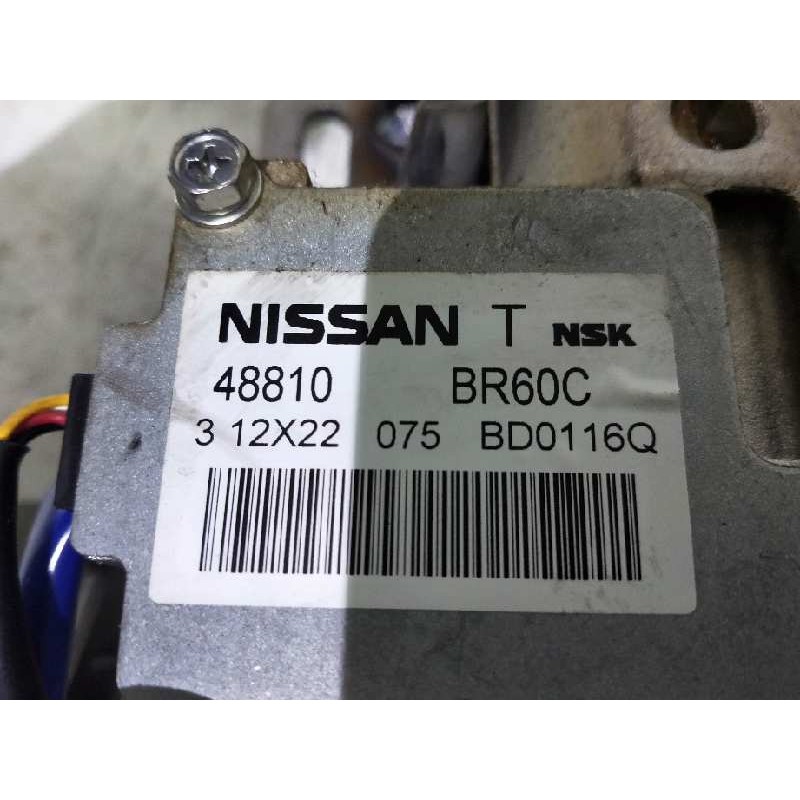 NISSAN T NSK
48810 BR60C
3 12X22 075 BD0116Q